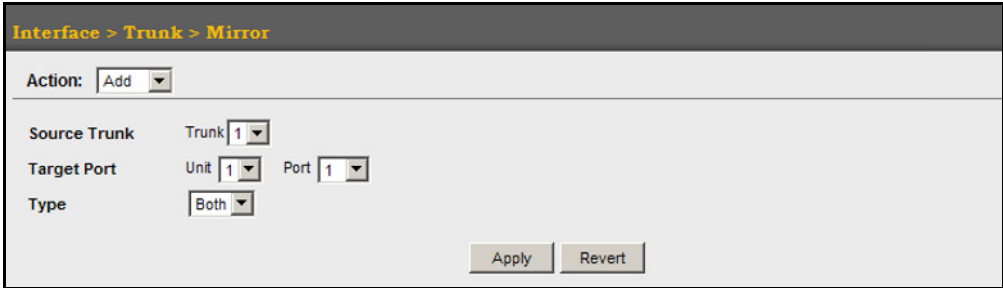 Interface > Trunk > Mirror
Action: Add
Source Trunk Trunk 1
Target Port Unit 1 Port 1
Type Both
Apply Revert